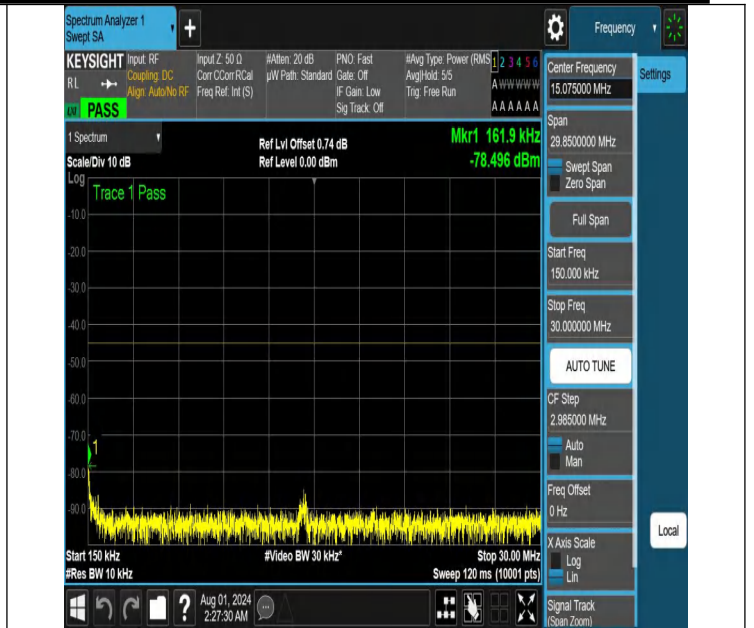 Spectrum Analyzer 1
Swept SA
+
Frequency
KEYSIGHT
RL
PASS
Input: RF
Coupling: DC
Align: Auto/No RF
Input Z: 50 Ω
Corr CCorr RCal
Freq Ref: Int (S)
#Atten: 20 dB
µW Path: Standard
PNO: Fast
Gate: Off
IF Gain: Low
Sig Track: Off
#Avg Type: Power (RMS
Avg|Hold: 5/5
Trig: Free Run
1 2 3 4 5 6
A W W W W W
A A A A A A
1 Spectrum
Scale/Div 10 dB
Ref Lvl Offset 0.74 dB
Ref Level 0.00 dBm
Mkr1 161.9 kHz
-78.496 dBm
Log
Trace 1 Pass
-10.0
-20.0
-30.0
-40.0
-50.0
-60.0
-70.0
-80.0
-90.0
1
Start 150 kHz
#Res BW 10 kHz
#Video BW 30 kHz*
Stop 30.00 MHz
Sweep 120 ms (10001 pts)
Center Frequency
15.075000 MHz
Span
29.8500000 MHz
Swept Span
Zero Span
Full Span
Start Freq
150.000 kHz
Stop Freq
30.000000 MHz
AUTO TUNE
CF Step
2.985000 MHz
Auto
Man
Freq Offset
0 Hz
X Axis Scale
Log
Lin
Signal Track
(Span Zoom)
Settings
Local
?
Aug 01, 2024
2:27:30 AM